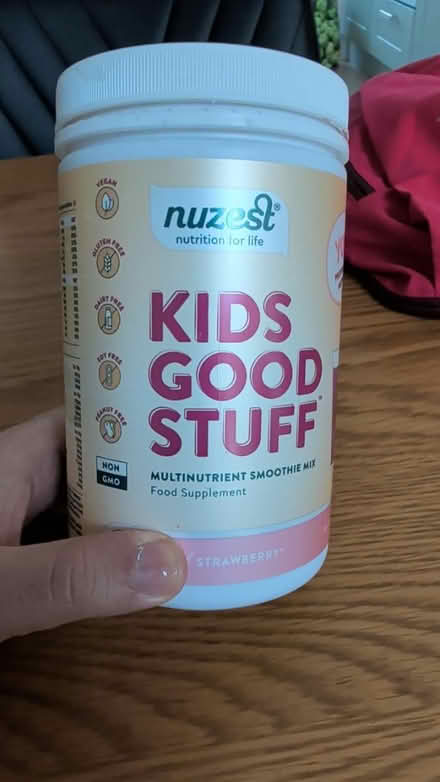 VEGAN
GLUTEN FREE
DAIRY FREE
SOY FREE
PEANUT FREE
NON
GMO
nuzest®
nutrition for life
KIDS
GOOD
STUFF™
MULTINUTRIENT SMOOTHIE MIX
Food Supplement
STRAWBERRY